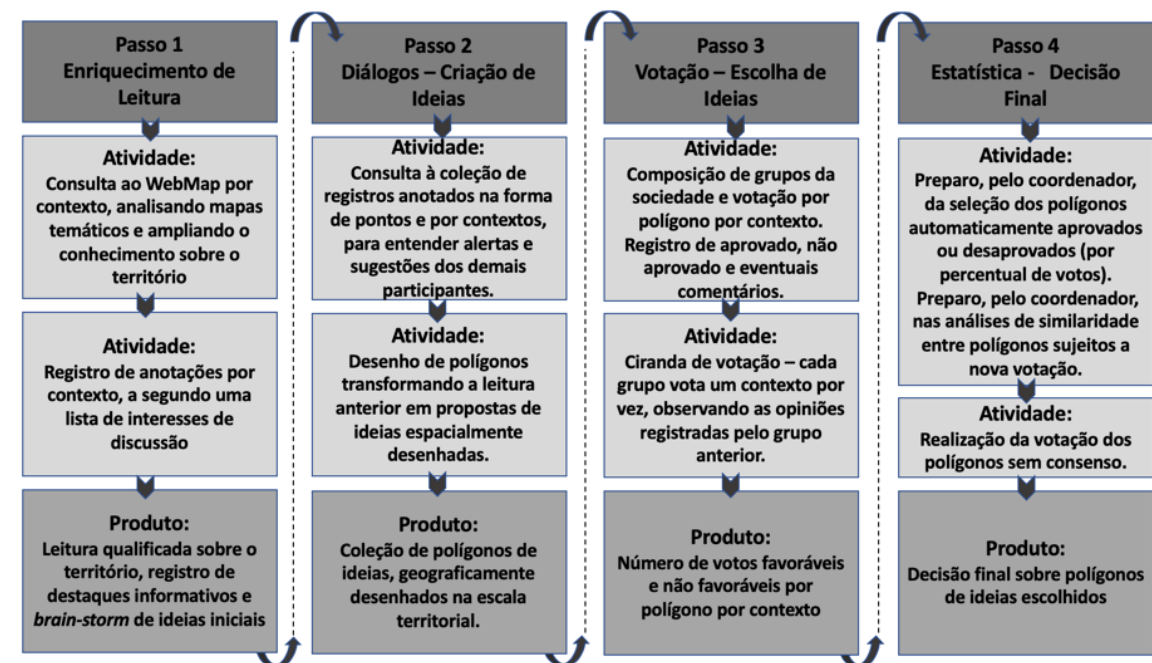 Passo 1
Enriquecimento de
Leitura
Atividade:
Consulta ao WebMap por
contexto, analisando mapas
temáticos e ampliando o
conhecimento sobre o
território
Atividade:
Registro de anotações por
contexto, a segundo uma
lista de interesses de
discussão
Produto:
Leitura qualificada sobre o
território, registro de
destaques informativos e
brain-storm de ideias iniciais
Passo 2
Diálogos – Criação de
Ideias
Atividade:
Consulta à coleção de
registros anotados na forma
de pontos e por contextos,
para entender alertas e
sugestões dos demais
participantes.
Atividade:
Desenho de polígonos
transformando a leitura
anterior em propostas de
ideias espacialmente
desenhadas.
Produto:
Coleção de polígonos de
ideias, geograficamente
desenhados na escala
territorial.
Passo 3
Votação – Escolha de
Ideias
Atividade:
Composição de grupos da
sociedade e votação por
polígono por contexto.
Registro de aprovado, não
aprovado e eventuais
comentários.
Atividade:
Ciranda de votação – cada
grupo vota um contexto por
vez, observando as opiniões
registradas pelo grupo
anterior.
Produto:
Número de votos favoráveis
e não favoráveis por
polígono por contexto
Passo 4
Estatística - Decisão
Final
Atividade:
Preparo, pelo coordenador,
da seleção dos polígonos
automaticamente aprovados
ou desaprovados (por
percentual de votos).
Preparo, pelo coordenador,
nas análises de similaridade
entre polígonos sujeitos a
nova votação.
Atividade:
Realização da votação dos
polígonos sem consenso.
Produto:
Decisão final sobre polígonos
de ideias escolhidos